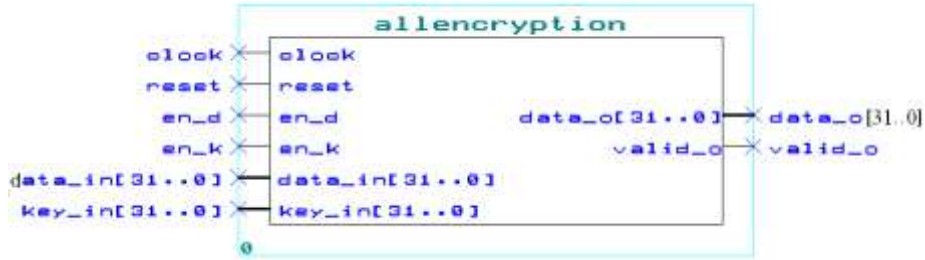 allencryption
clock clock
reset reset
en_d en_d data_o[31..0] data_o[31..0]
en_k en_k valid_o valid_o
data_in[31..0] data_in[31..0]
key_in[31..0] key_in[31..0]
0